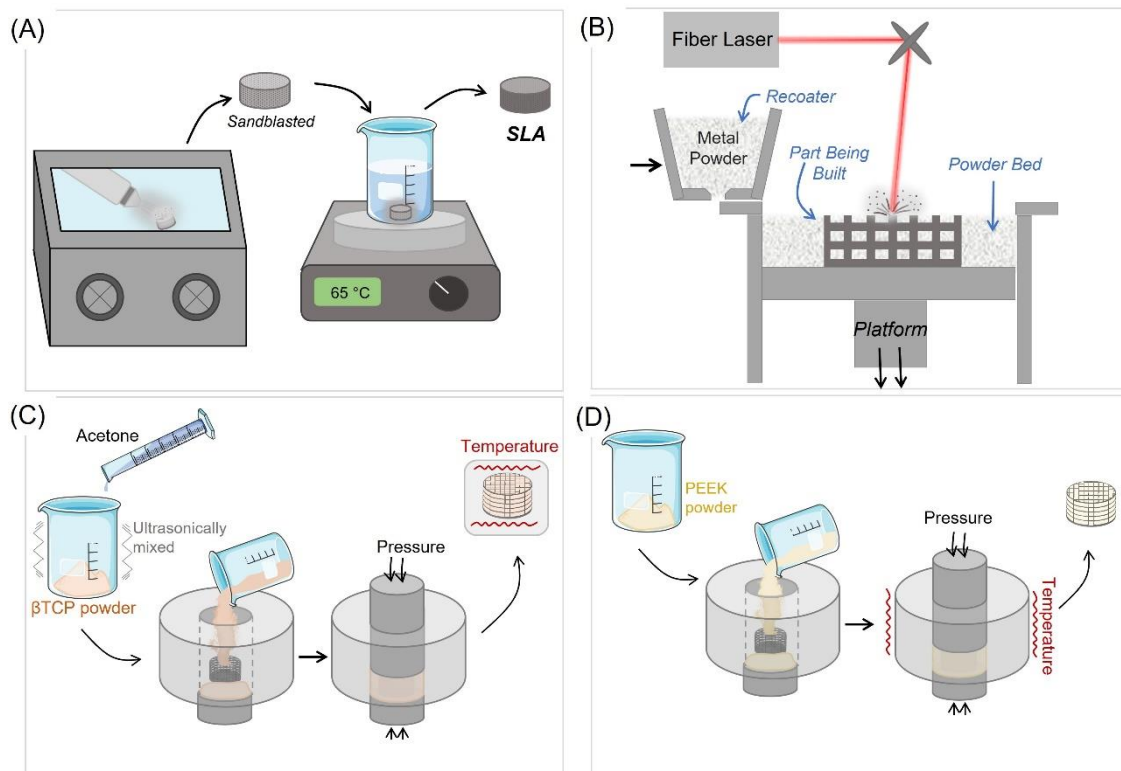 (A)
Sandblasted
SLA
65 °C
(B)
Fiber Laser
Recoater
Metal
Powder
Part Being
Built
Powder Bed
Platform
(C)
Acetone
Ultrasonically
mixed
βTCP powder
Pressure
Temperature
(D)
PEEK
powder
Pressure
Temperature